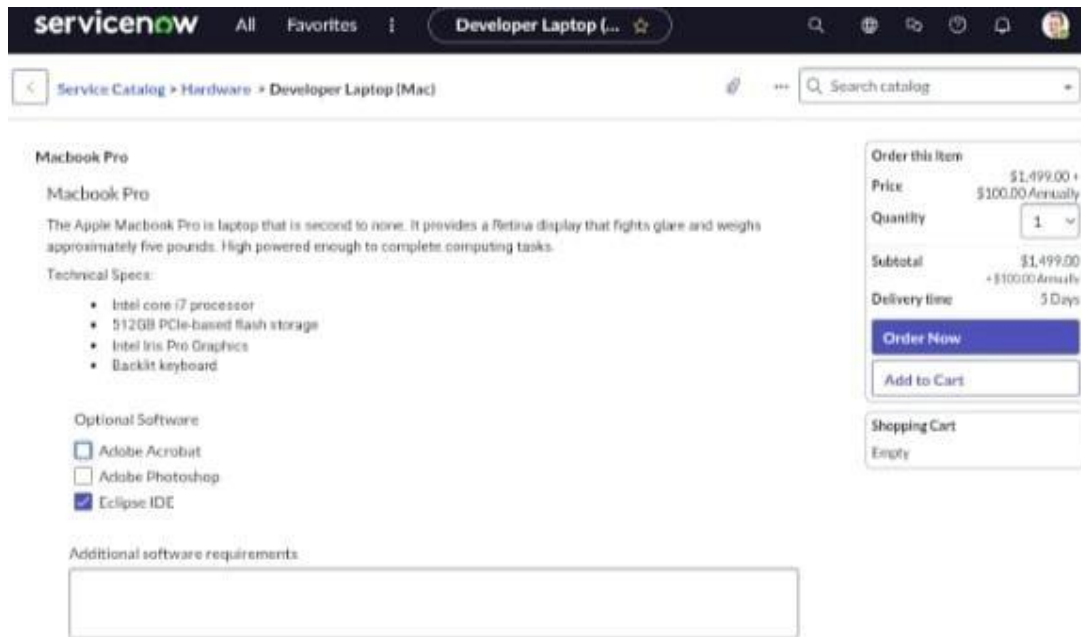 servicenow All Favorites Developer Laptop (...
Service Catalog > Hardware > Developer Laptop (Mac)
Search catalog
Macbook Pro
Macbook Pro
The Apple Macbook Pro is laptop that is second to none. It provides a Retina display that fights glare and weighs
approximately five pounds. High powered enough to complete computing tasks.
Technical Specs:
• Intel core i7 processor
• 512GB PCIe-based flash storage
• Intel Iris Pro Graphics
• Backlit keyboard
Optional Software
Adobe Acrobat
Adobe Photoshop
Eclipse IDE
Additional software requirements
Order this Item
Price $1,499.00 +
$100.00 Annually
Quantity 1
Subtotal $1,499.00
+ $100.00 Annually
Delivery time 5 Days
Order Now
Add to Cart
Shopping Cart
Empty